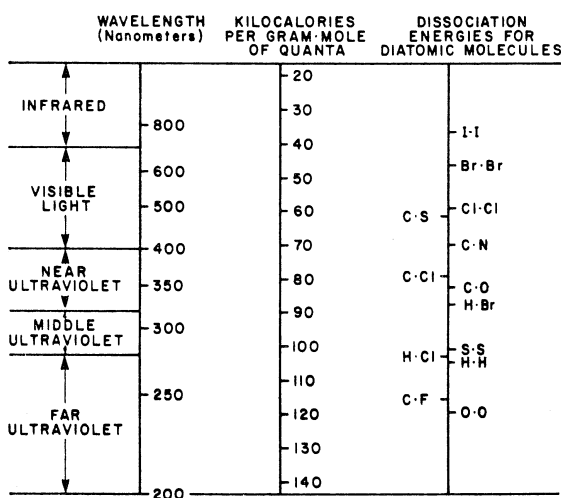 WAVELENGTH
(Nanometers)
KILOCALORIES
PER GRAM·MOLE
OF QUANTA
DISSOCIATION
ENERGIES FOR
DIATOMIC MOLECULES
INFRARED
VISIBLE
LIGHT
NEAR
ULTRAVIOLET
MIDDLE
ULTRAVIOLET
FAR
ULTRAVIOLET
800
600
500
400
350
300
250
200
20
30
40
50
60
70
80
90
100
110
120
130
140
I·I
Br·Br
Cl·Cl
C·S
C·N
C·Cl
C·O
H·Br
S·S
H·Cl
H·H
C·F
O·O